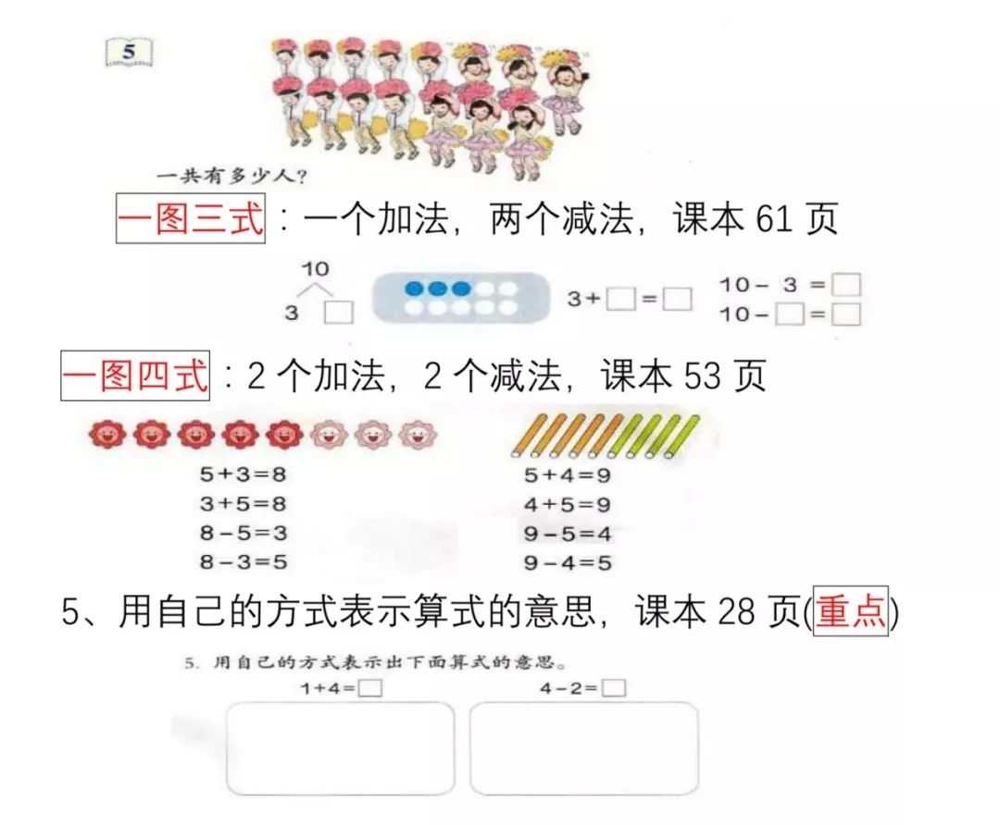 5
一共有多少人?
一图三式：一个加法，两个减法，课本 61 页
10
3 □
3+□=□
10- 3 =□
10-□=□
一图四式：2 个加法，2 个减法，课本 53 页
5+3=8
3+5=8
8-5=3
8-3=5
5+4=9
4+5=9
9-5=4
9-4=5
5、用自己的方式表示算式的意思，课本 28 页(重点)
5. 用自己的方式表示出下面算式的意思。
1+4=□ 4-2=□